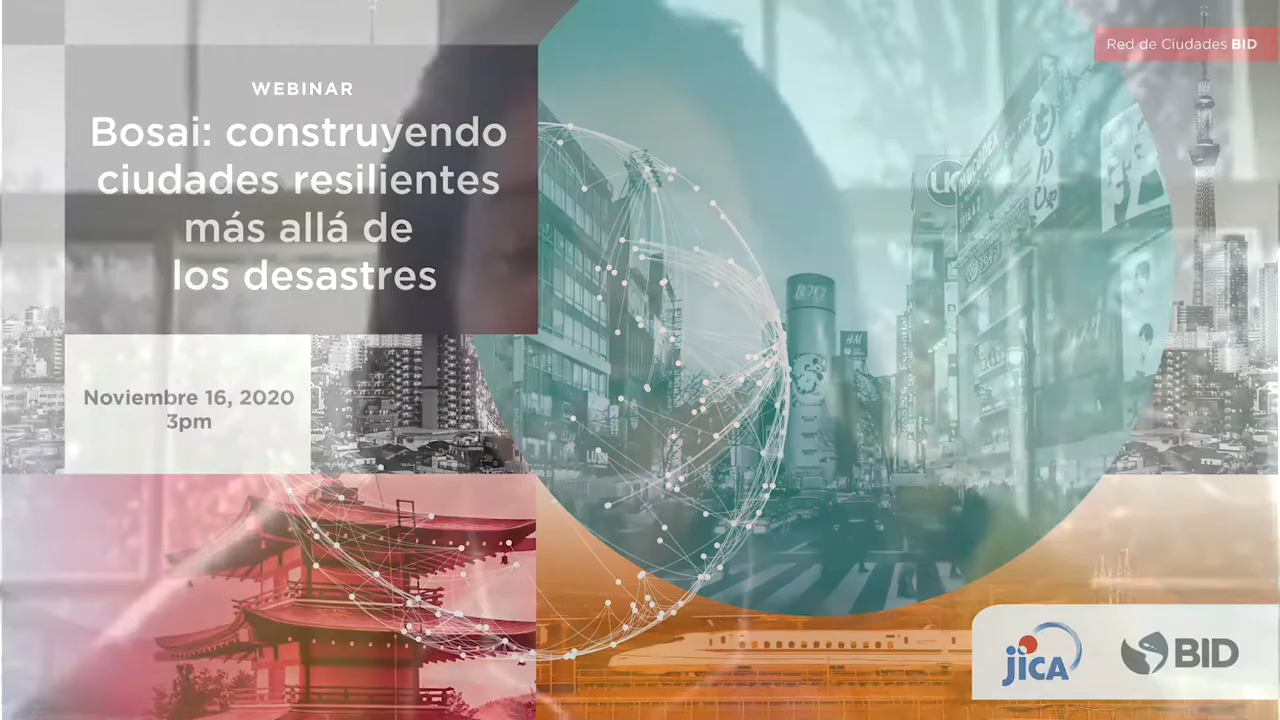 Red de Ciudades BID
WEBINAR
Bosai: construyendo
ciudades resilientes
más allá de
los desastres
Noviembre 16, 2020
3pm
H&M
jICA
BID